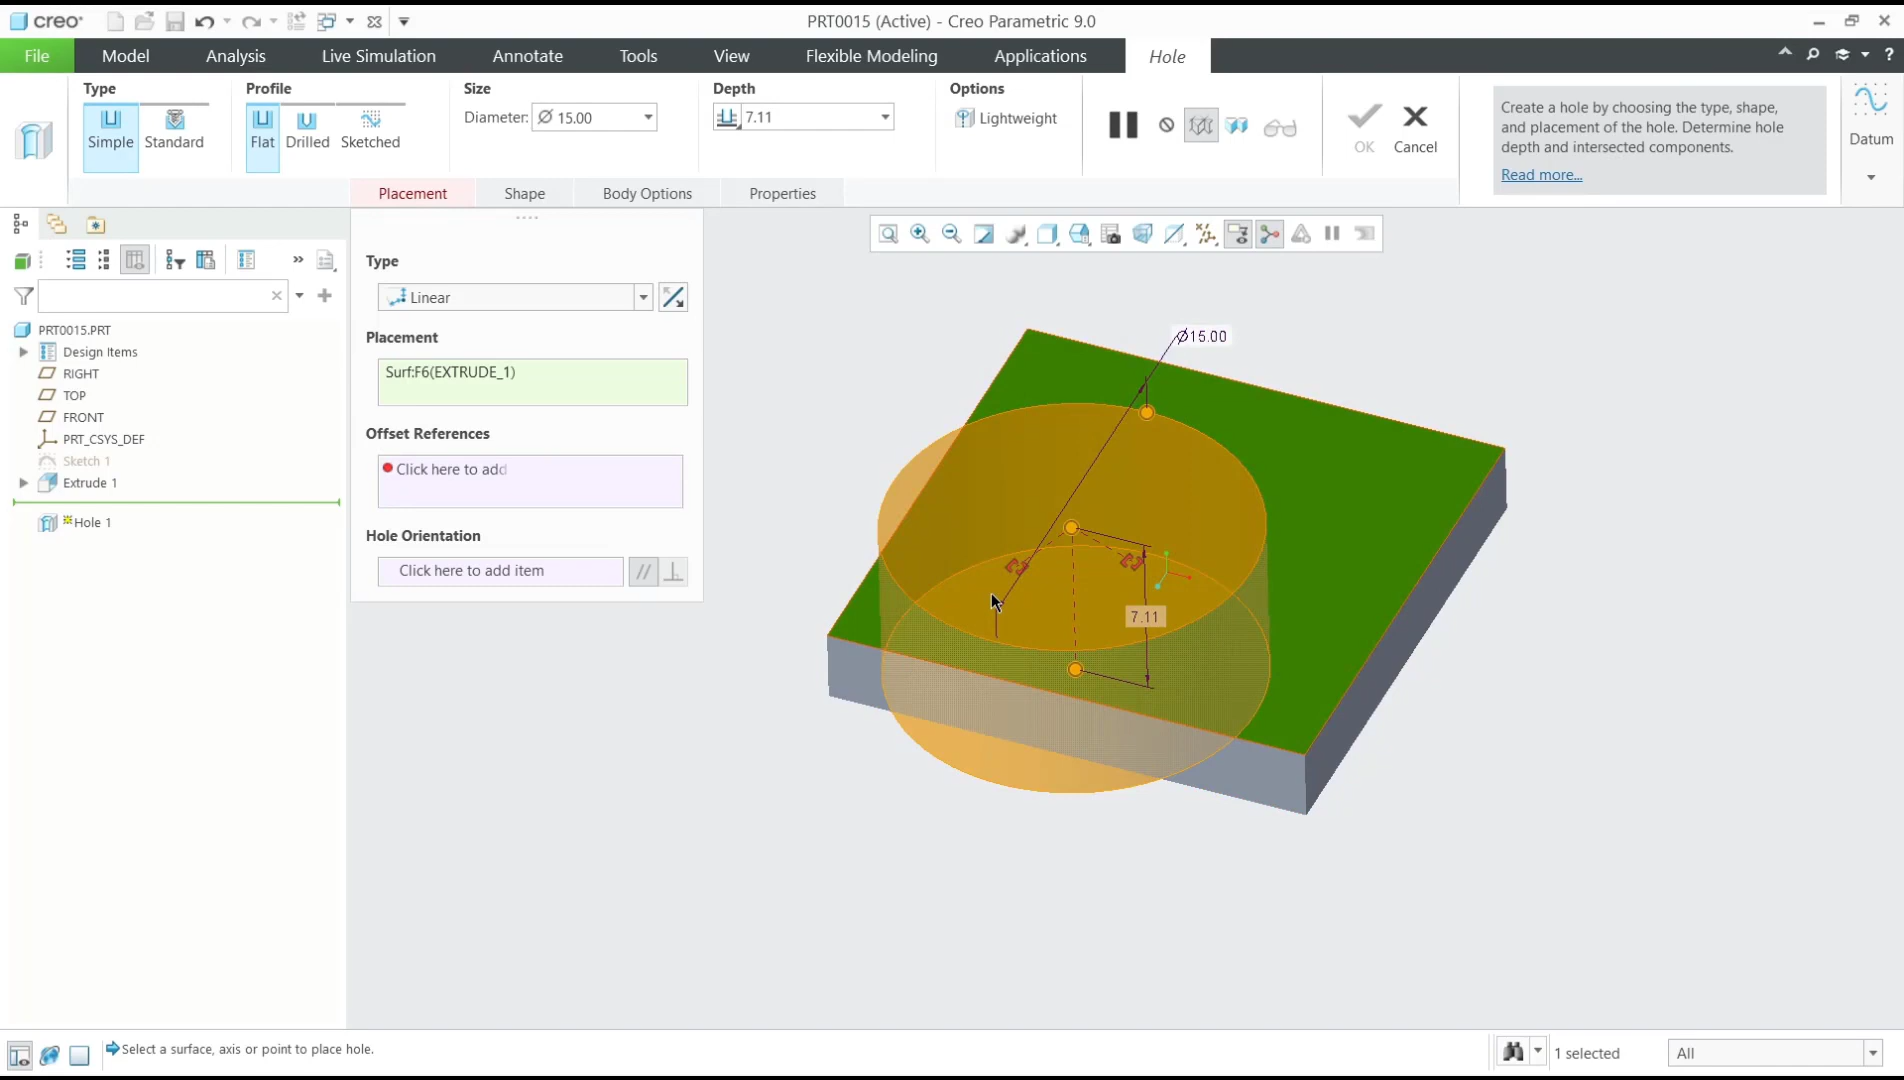 creo®
PRT0015 (Active) - Creo Parametric 9.0
File Model Analysis Live Simulation Annotate Tools View Flexible Modeling Applications Hole
Type Profile Size Depth Options
Simple Standard
Flat Drilled Sketched
Diameter: Ø 15.00
7.11
Lightweight
OK Cancel
Create a hole by choosing the type, shape,
and placement of the hole. Determine hole
depth and intersected components.
Read more...
Datum
Placement Shape Body Options Properties
PRT0015.PRT
Design Items
RIGHT
TOP
FRONT
PRT_CSYS_DEF
Sketch 1
Extrude 1
Hole 1
Type
Linear
Placement
Surf:F6(EXTRUDE_1)
Offset References
Click here to add
Hole Orientation
Click here to add item
Ø15.00
7.11
Select a surface, axis or point to place hole.
1 selected
All